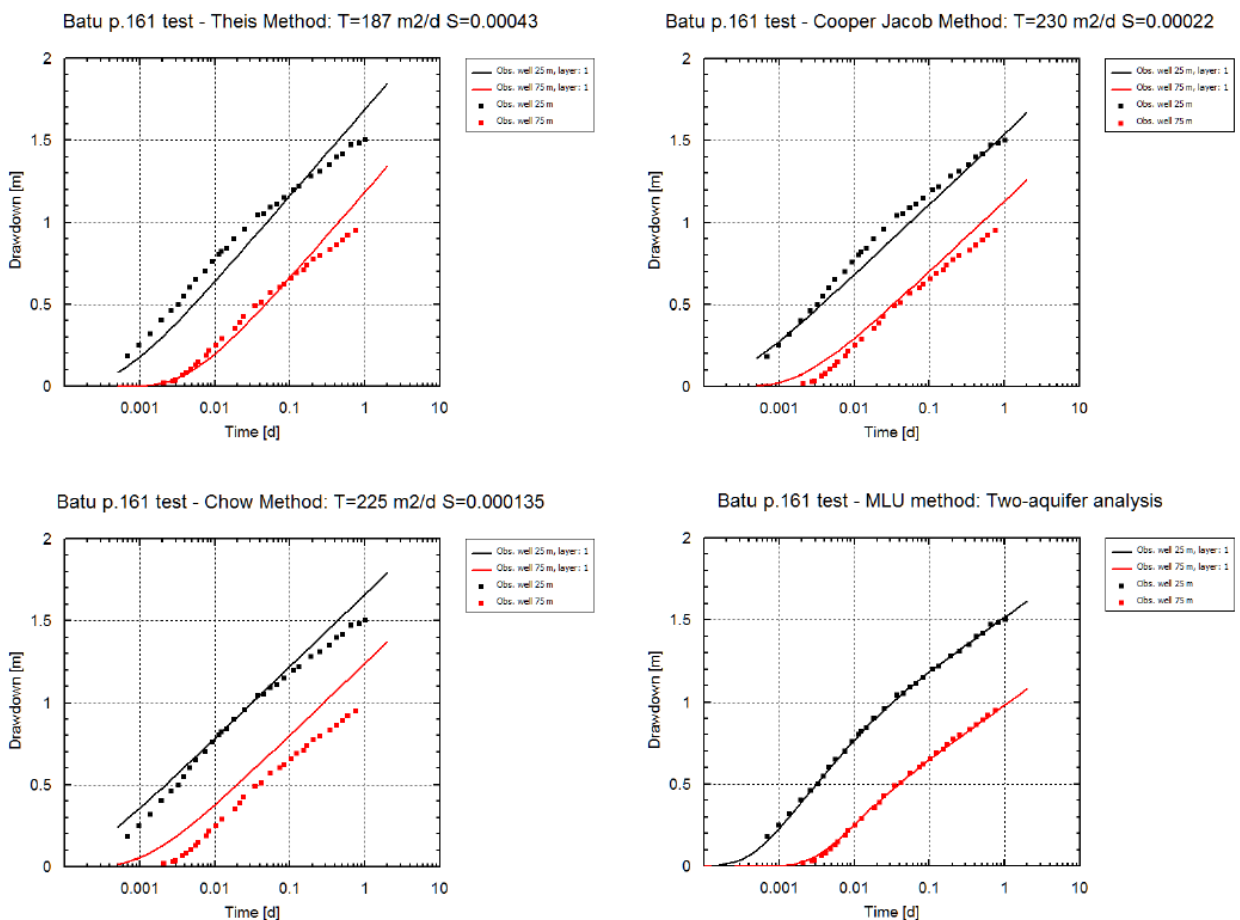 Batu p.161 test - Theis Method: T=187 m2/d S=0.00043
2
1.5
1
0.5
0
Drawdown [m]
0.001
0.01
0.1
1
10
Time [d]
Obs. well 25 m, layer: 1
Obs. well 75 m, layer: 1
Obs. well 25 m
Obs. well 75 m
Batu p.161 test - Cooper Jacob Method: T=230 m2/d S=0.00022
2
1.5
1
0.5
0
Drawdown [m]
0.001
0.01
0.1
1
10
Time [d]
Obs. well 25 m, layer: 1
Obs. well 75 m, layer: 1
Obs. well 25 m
Obs. well 75 m
Batu p.161 test - Chow Method: T=225 m2/d S=0.000135
2
1.5
1
0.5
0
Drawdown [m]
0.001
0.01
0.1
1
10
Time [d]
Obs. well 25 m, layer: 1
Obs. well 75 m, layer: 1
Obs. well 25 m
Obs. well 75 m
Batu p.161 test - MLU method: Two-aquifer analysis
2
1.5
1
0.5
0
Drawdown [m]
0.001
0.01
0.1
1
10
Time [d]
Obs. well 25 m, layer: 1
Obs. well 75 m, layer: 1
Obs. well 25 m
Obs. well 75 m